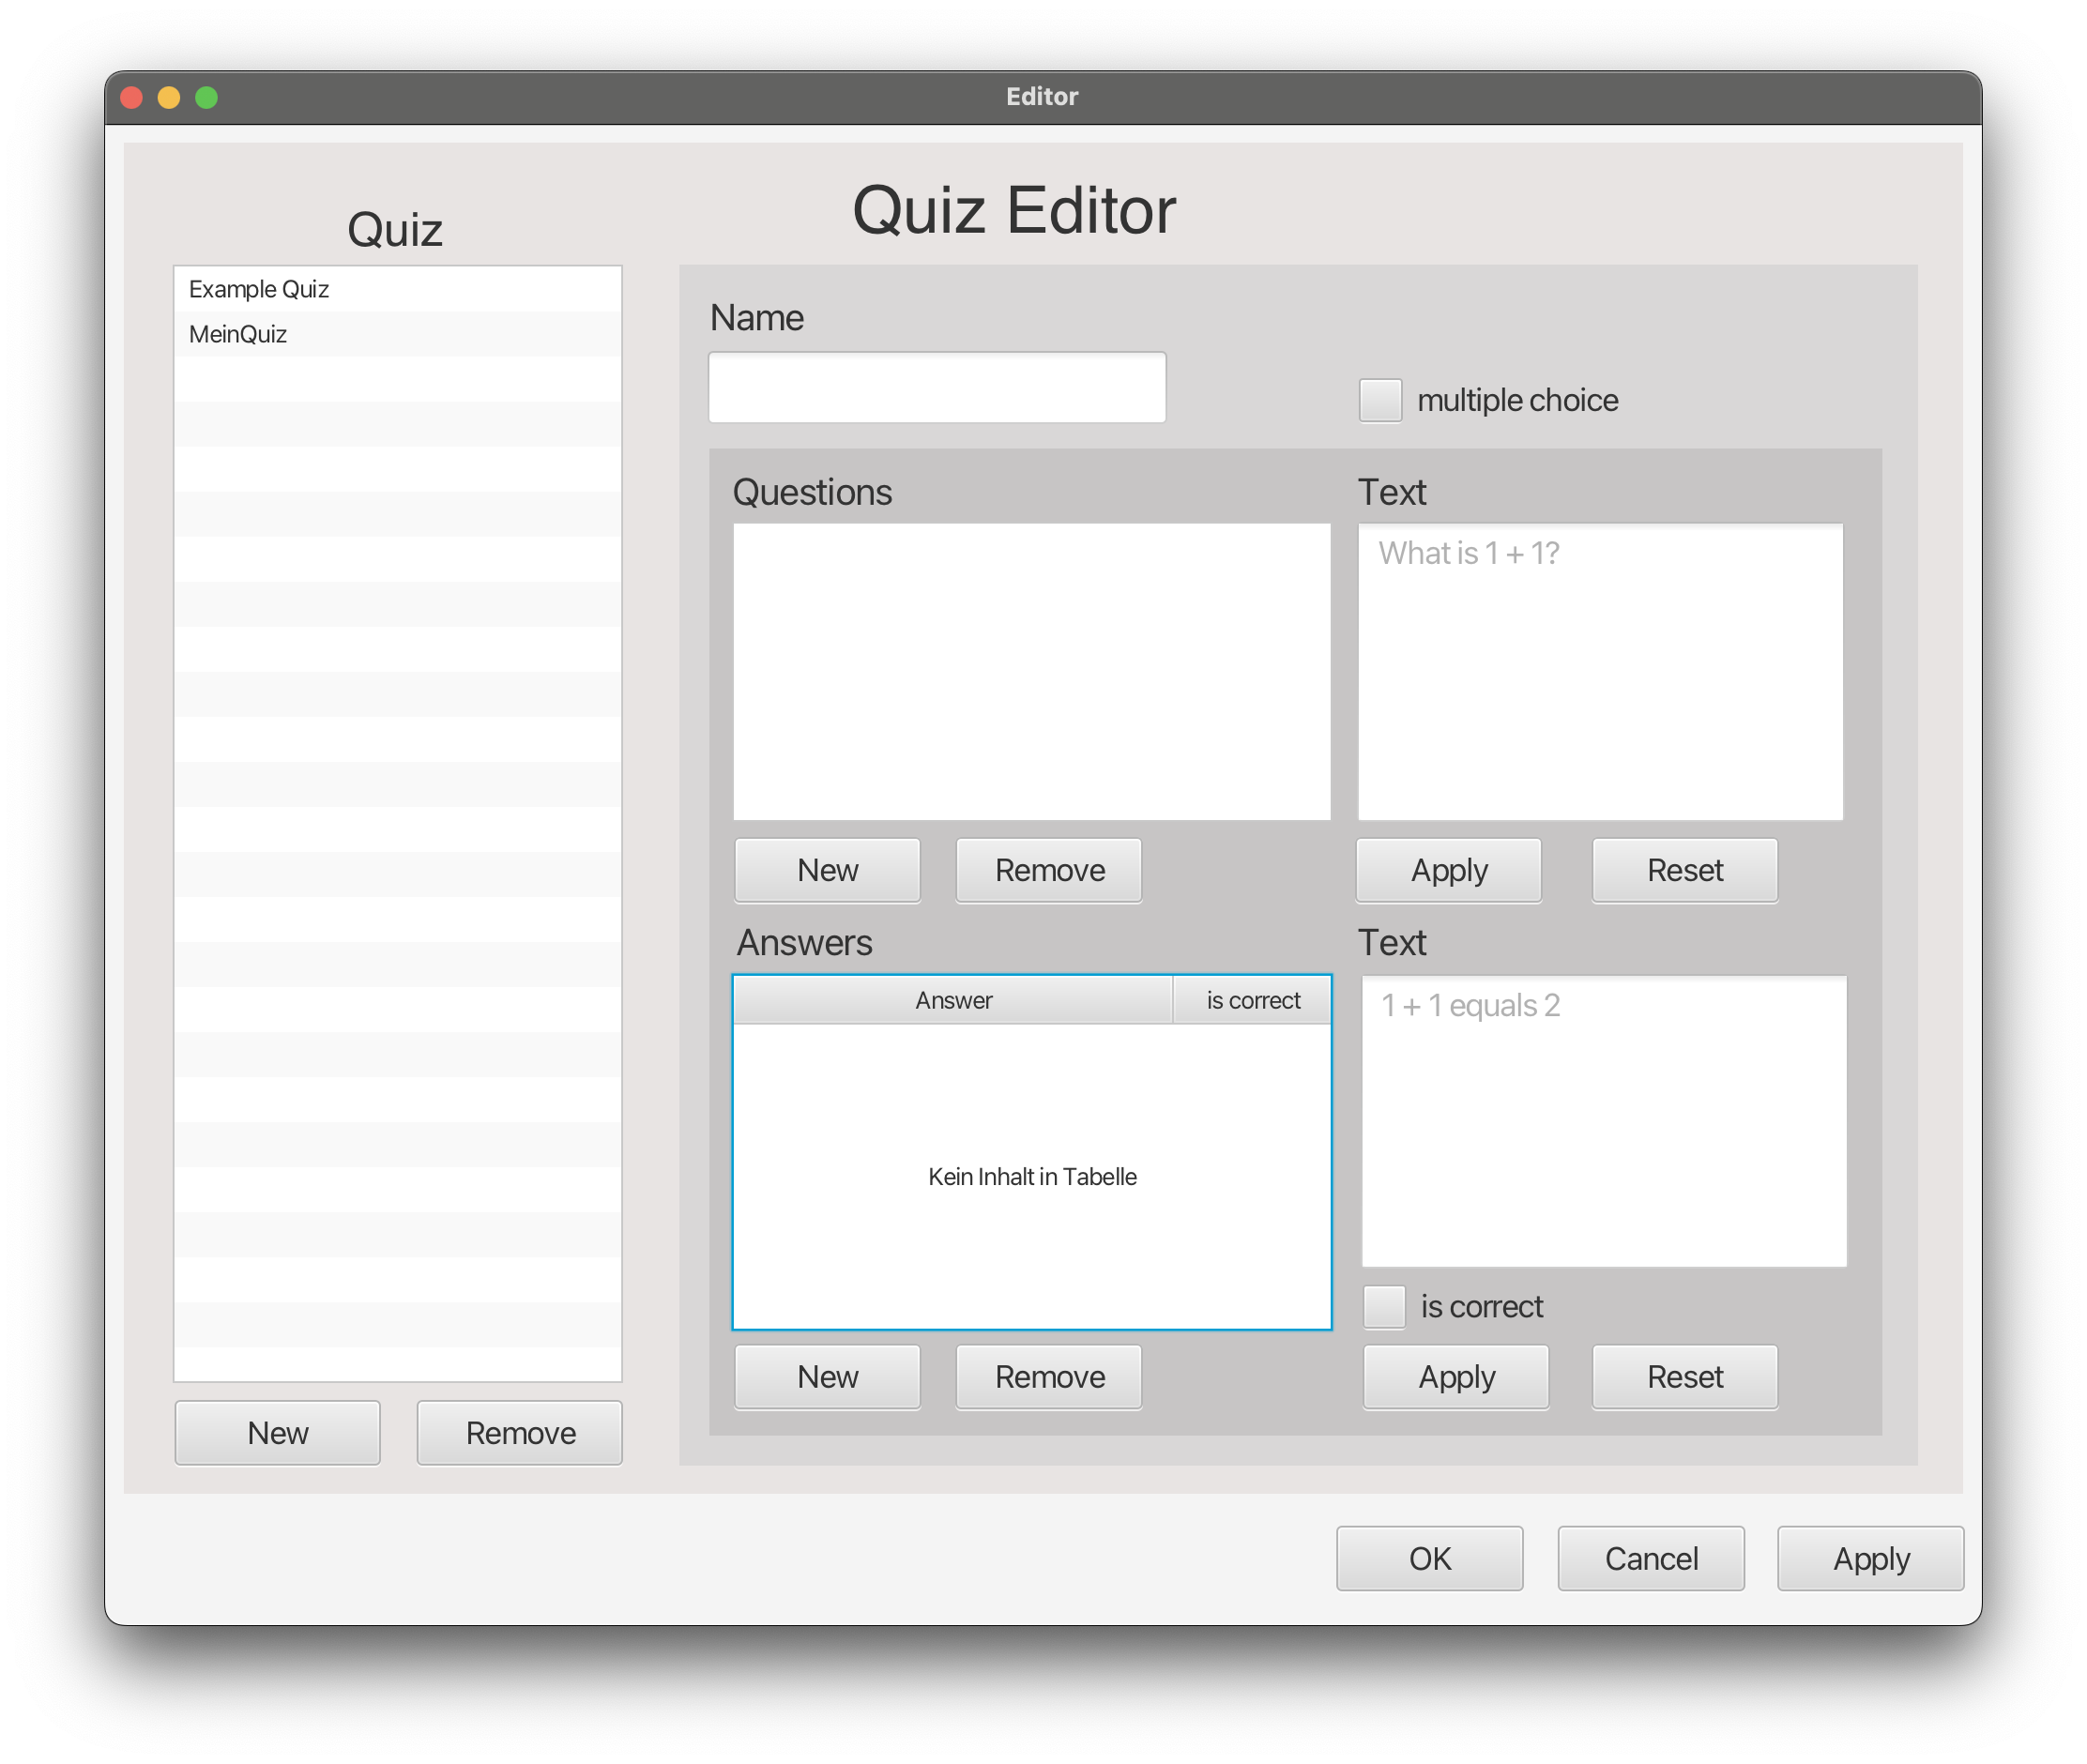 Editor
Quiz
Quiz Editor
Example Quiz
MeinQuiz
New
Remove
Name
multiple choice
Questions
Text
What is 1 + 1?
New
Remove
Apply
Reset
Answers
Text
Answer
is correct
Kein Inhalt in Tabelle
1 + 1 equals 2
is correct
New
Remove
Apply
Reset
OK
Cancel
Apply